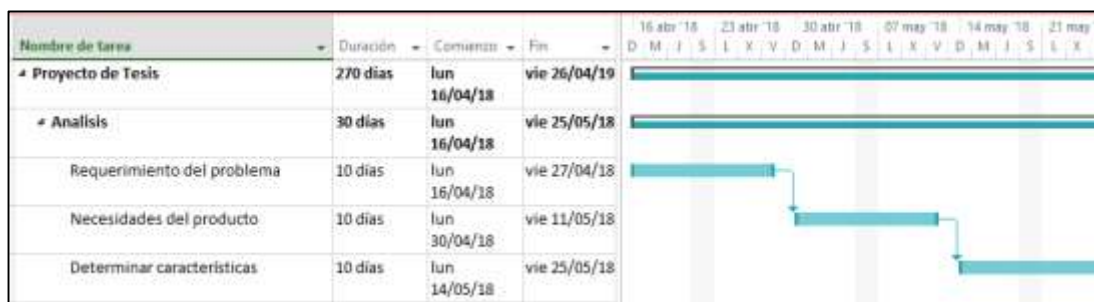 16 abr '18 23 abr '18 30 abr '18 07 may '18 14 may '18 21 may
Nombre de tarea Duración Comienzo Fin D M J S L X V D M J S L X V D M J S L X
Proyecto de Tesis 270 días lun 16/04/18 vie 26/04/19
Analisis 30 días lun 16/04/18 vie 25/05/18
Requerimiento del problema 10 días lun 16/04/18 vie 27/04/18
Necesidades del producto 10 días lun 30/04/18 vie 11/05/18
Determinar características 10 días lun 14/05/18 vie 25/05/18